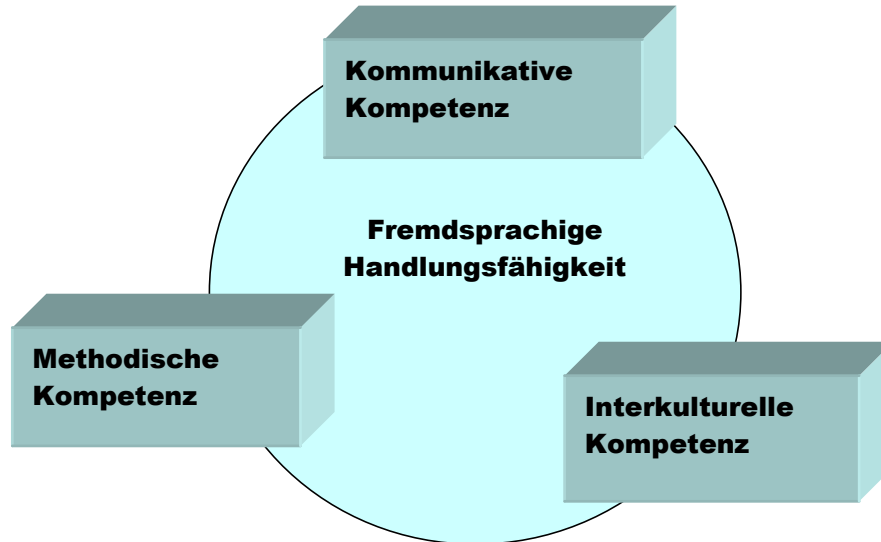 Kommunikative
Kompetenz
Fremdsprachige
Handlungsfähigkeit
Methodische
Kompetenz
Interkulturelle
Kompetenz